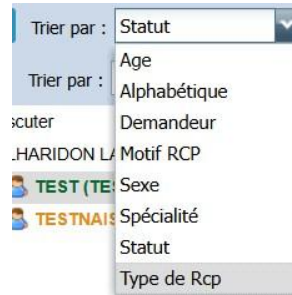 Trier par : Statut
Age
Trier par :
Alphabétique
scuter
Demandeur
LHARIDON LA
Motif RCP
TEST (TES
Sexe
TESTNAIS
Spécialité
Statut
Type de Rcp